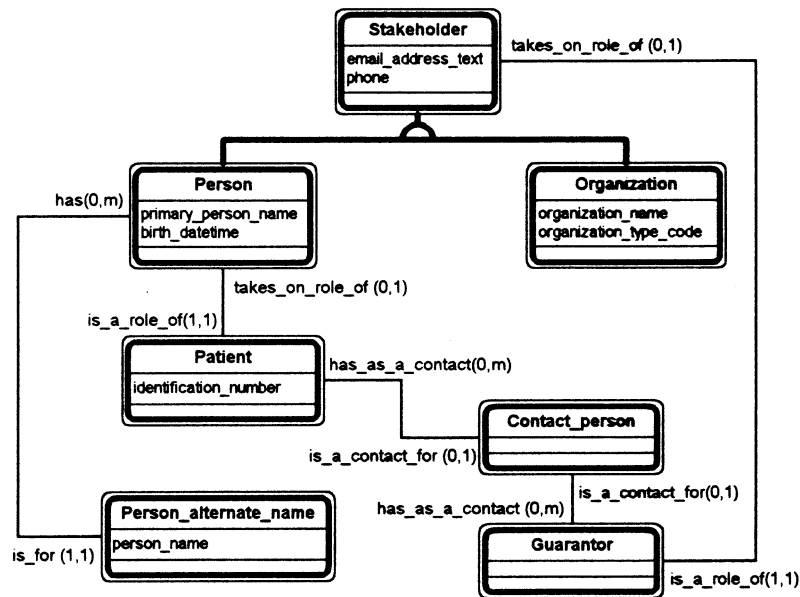 Stakeholder
takes_on_role_of (0,1)
email_address_text
phone
Person
Organization
has(0,m)
primary_person_name
birth_datetime
organization_name
organization_type_code
takes_on_role_of (0,1)
is_a_role_of(1,1)
Patient
has_as_a_contact(0,m)
identification_number
Contact_person
is_a_contact_for (0,1)
is_a_contact_for(0,1)
has_as_a_contact (0,m)
Person_alternate_name
person_name
is_for (1,1)
Guarantor
is_a_role_of(1,1)